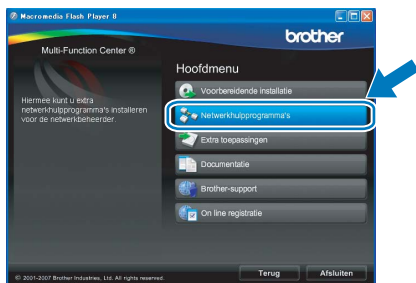 Macromedia Flash Player 8
brother
Multi-Function Center ®
Hoofdmenu
Hiermee kunt u extra
netwerkhulpprogramma's installeren
voor de netwerkbeheerder.
Voorbereidende installatie
Netwerkhulpprogramma's
Extra toepassingen
Documentatie
Brother-support
On line registratie
© 2001-2007 Brother Industries, Ltd. All rights reserved.
Terug
Afsluiten